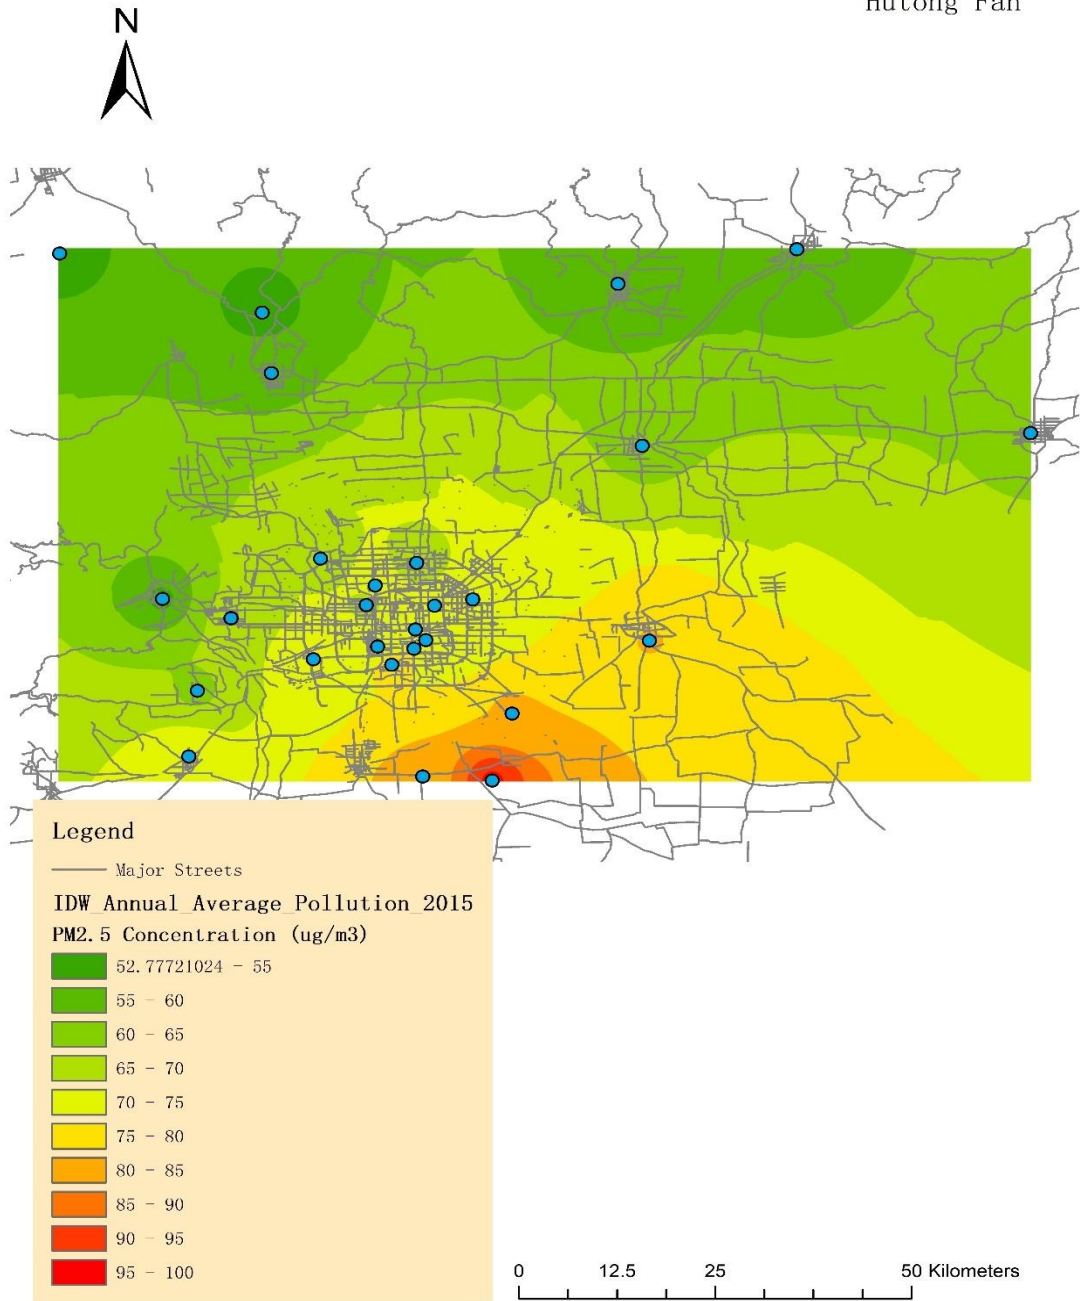 Hutong Fan
N
Legend
Major Streets
IDW_Annual_Average_Pollution_2015
PM2.5 Concentration (ug/m3)
52.77721024 - 55
55 - 60
60 - 65
65 - 70
70 - 75
75 - 80
80 - 85
85 - 90
90 - 95
95 - 100
0 12.5 25 50 Kilometers